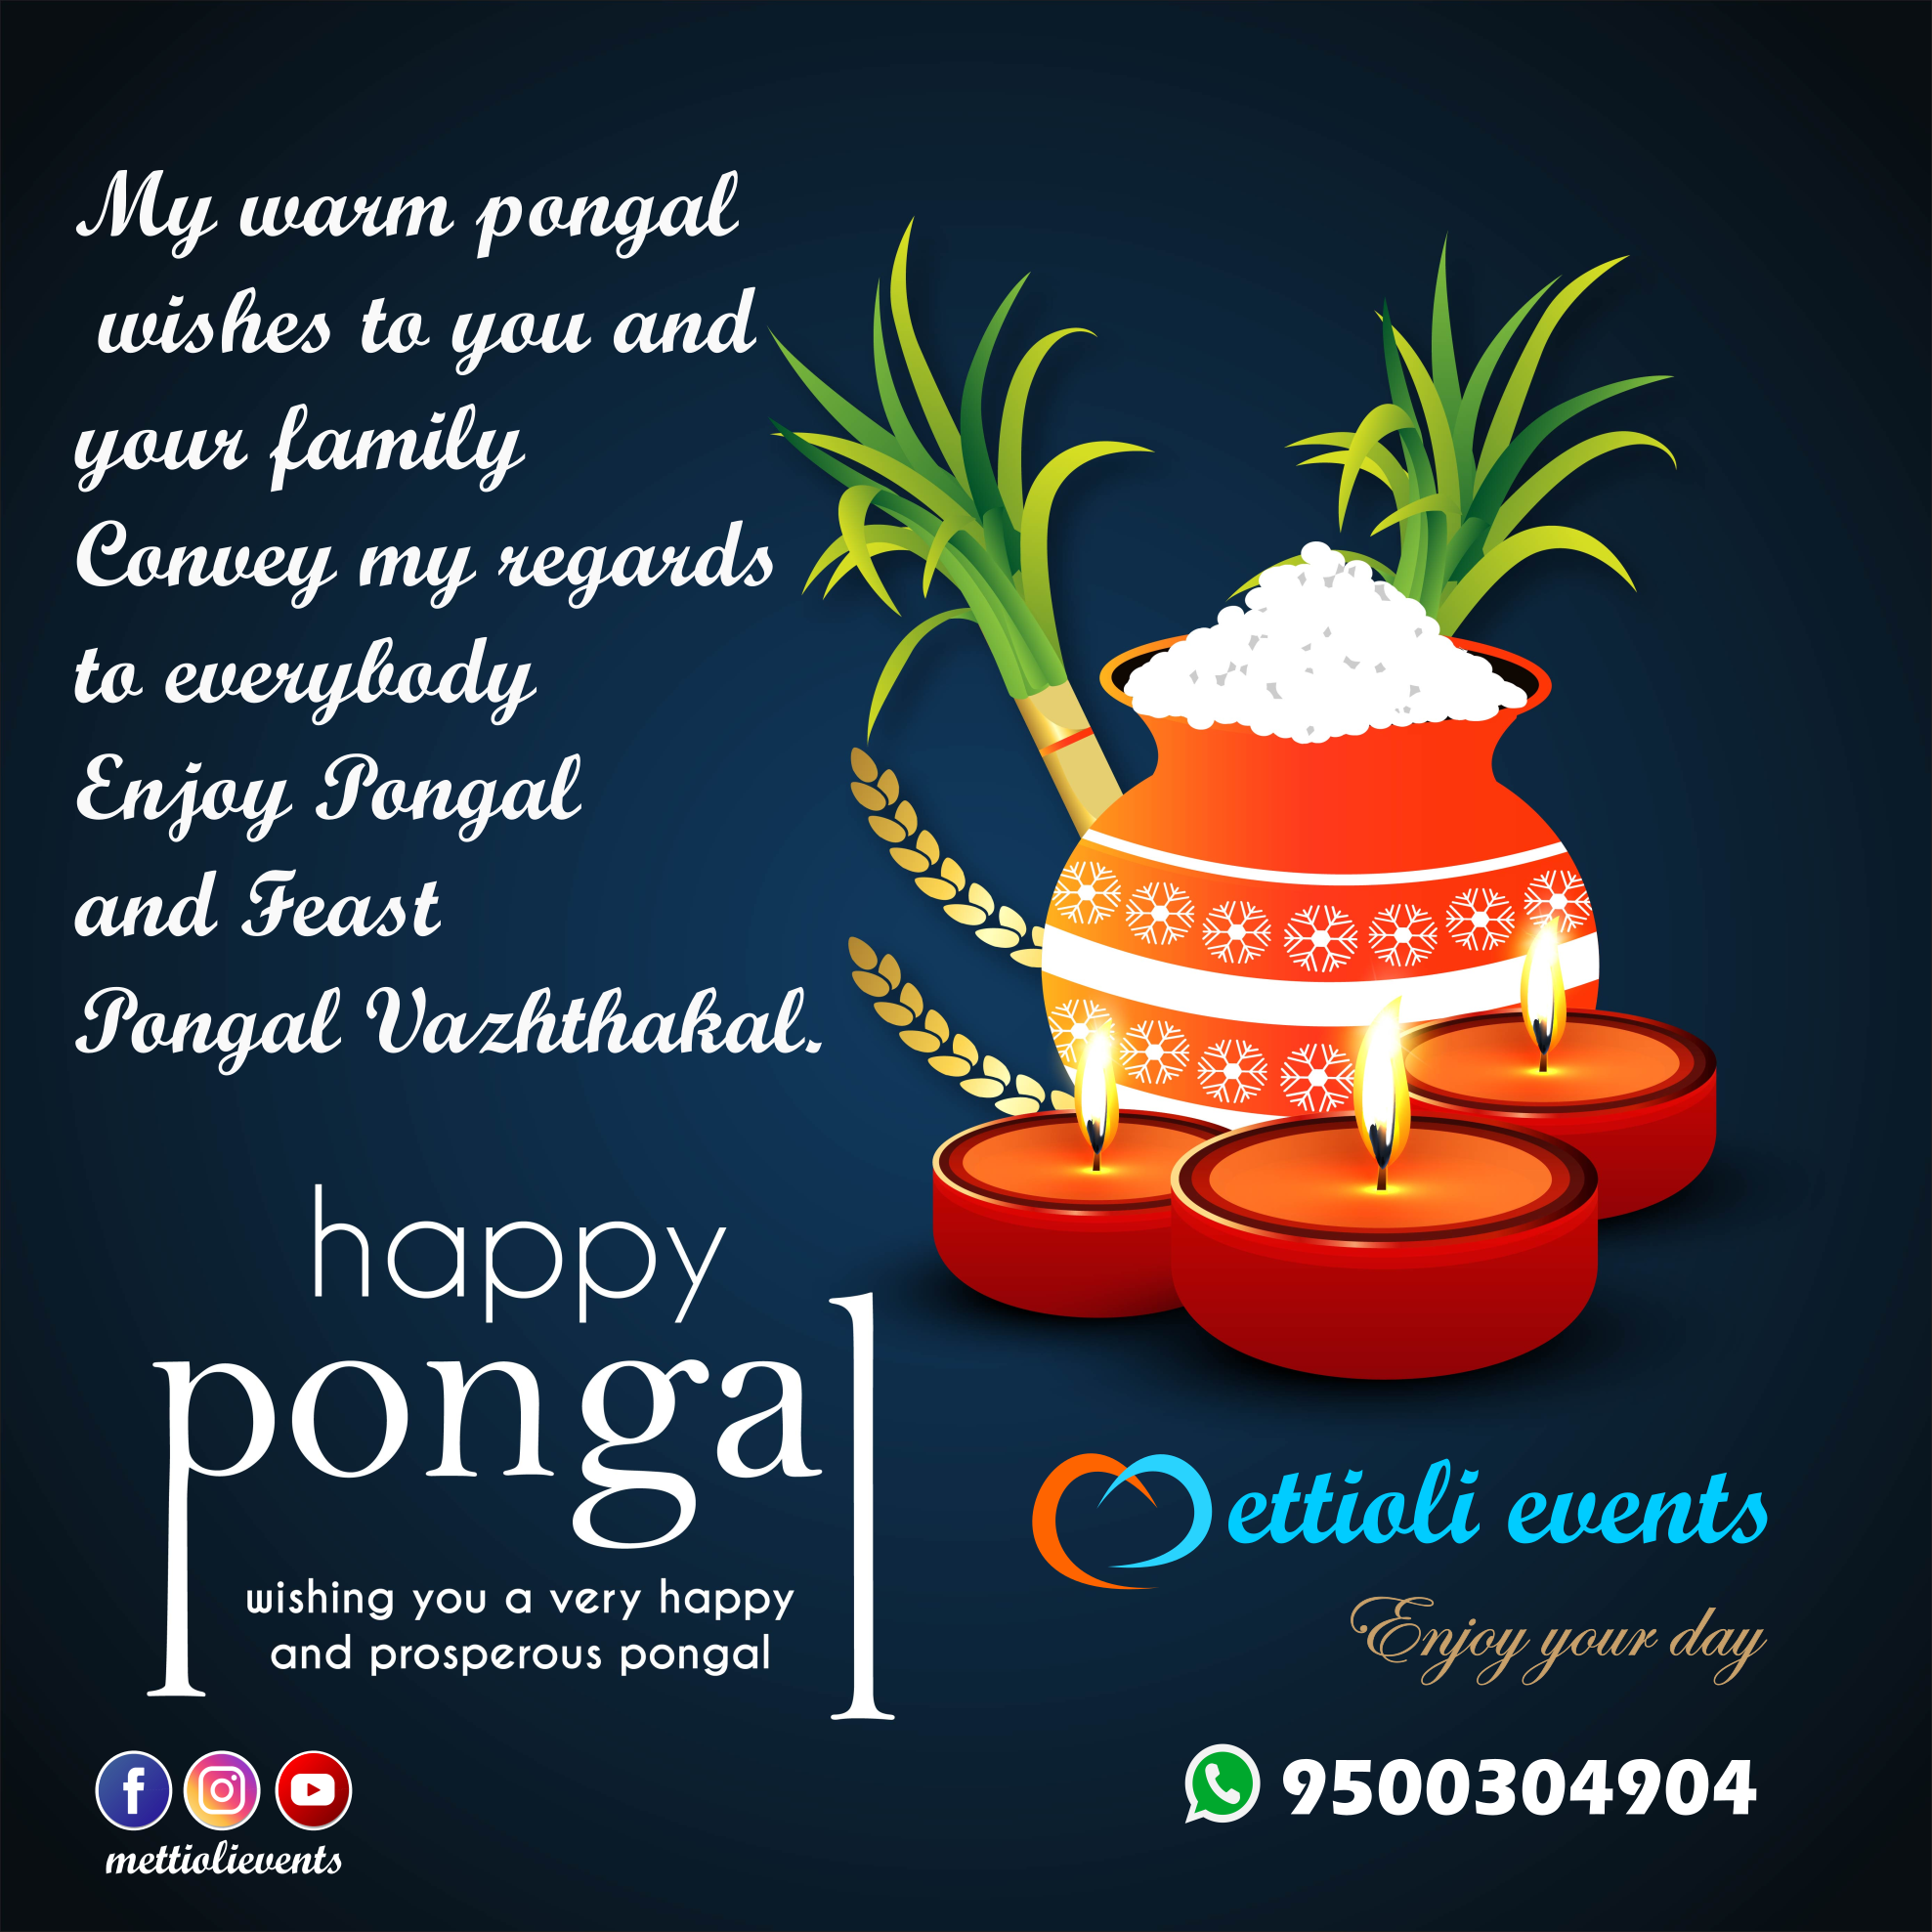 My warm pongal
wishes to you and
your family
Convey my regards
to everybody
Enjoy Pongal
and Feast
Pongal Vazhthakal.
happy
pongal
wishing you a very happy
and prosperous pongal
Mettioli events
Enjoy your day
9500304904
mettiolievents